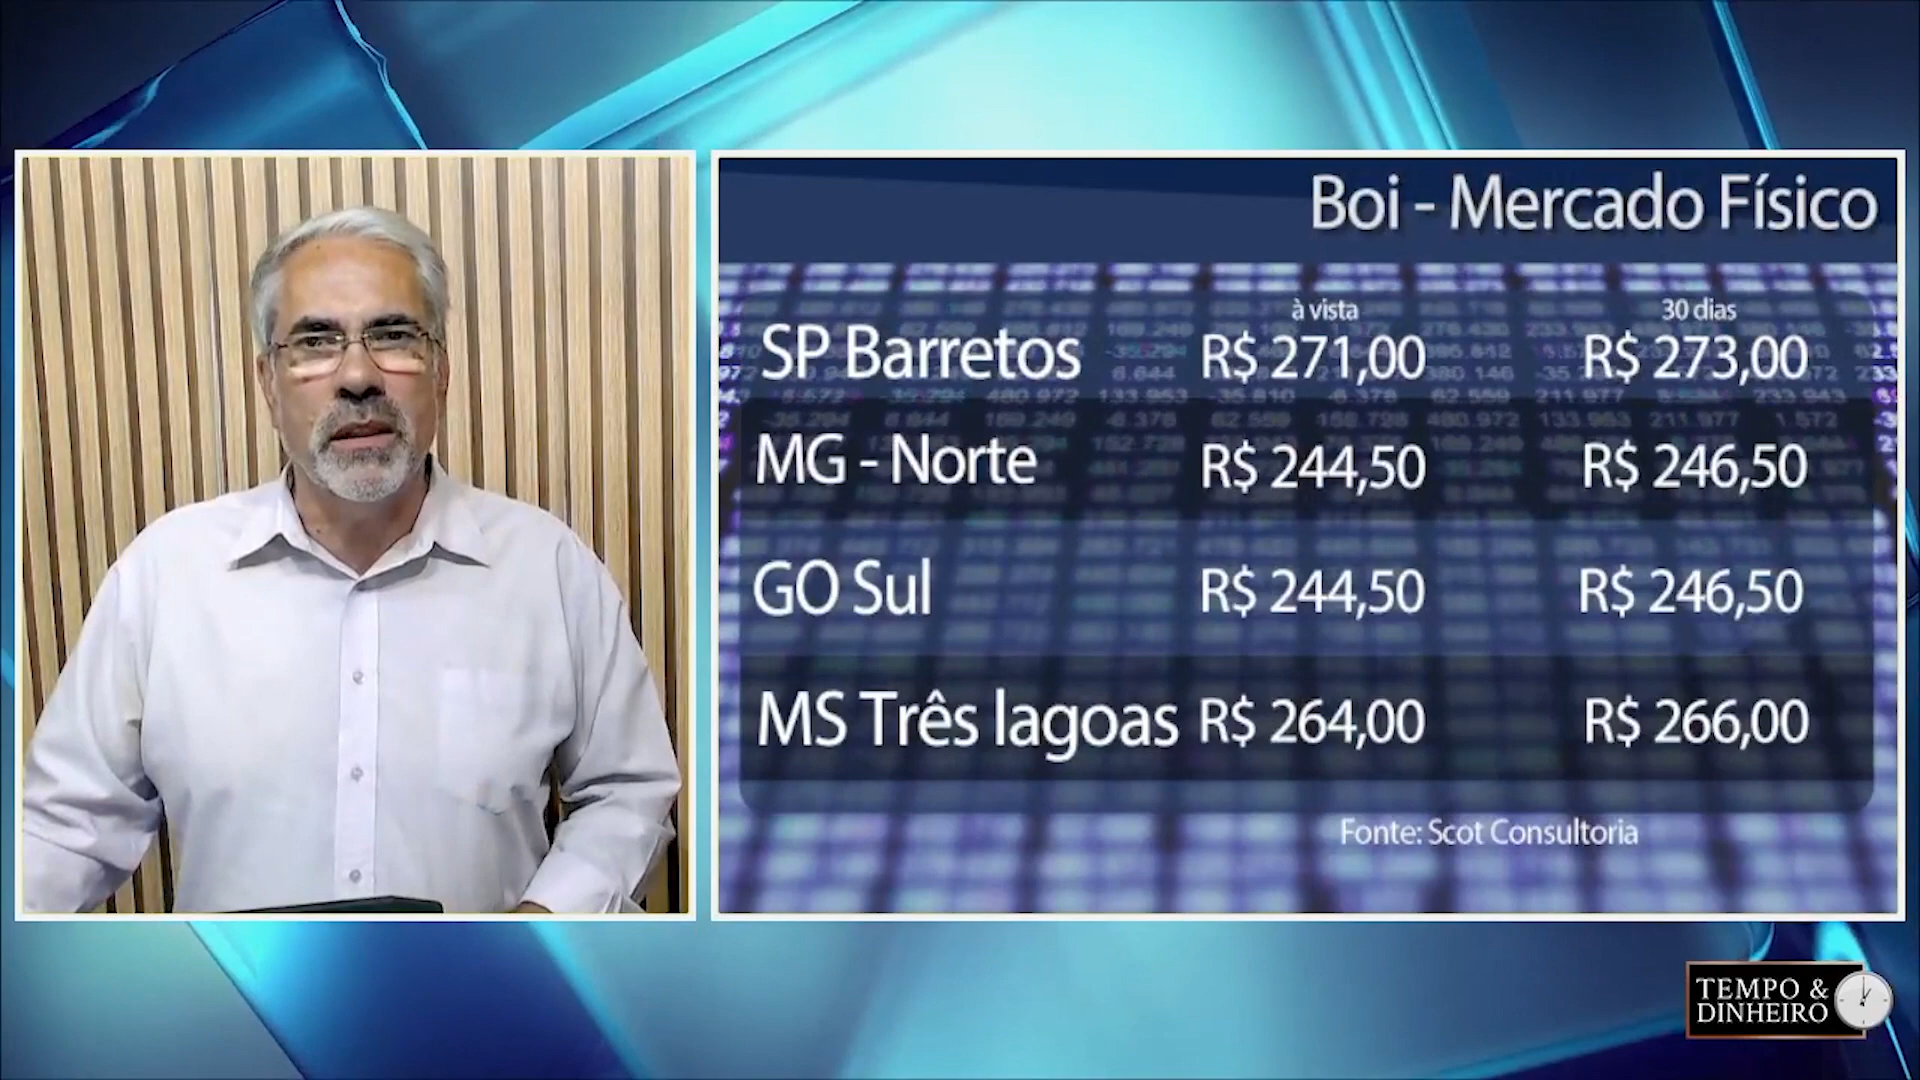 Boi - Mercado Físico
à vista 30 dias
SP Barretos R$ 271,00 R$ 273,00
MG - Norte R$ 244,50 R$ 246,50
GO Sul R$ 244,50 R$ 246,50
MS Três lagoas R$ 264,00 R$ 266,00
Fonte: Scot Consultoria
TEMPO &
DINHEIRO